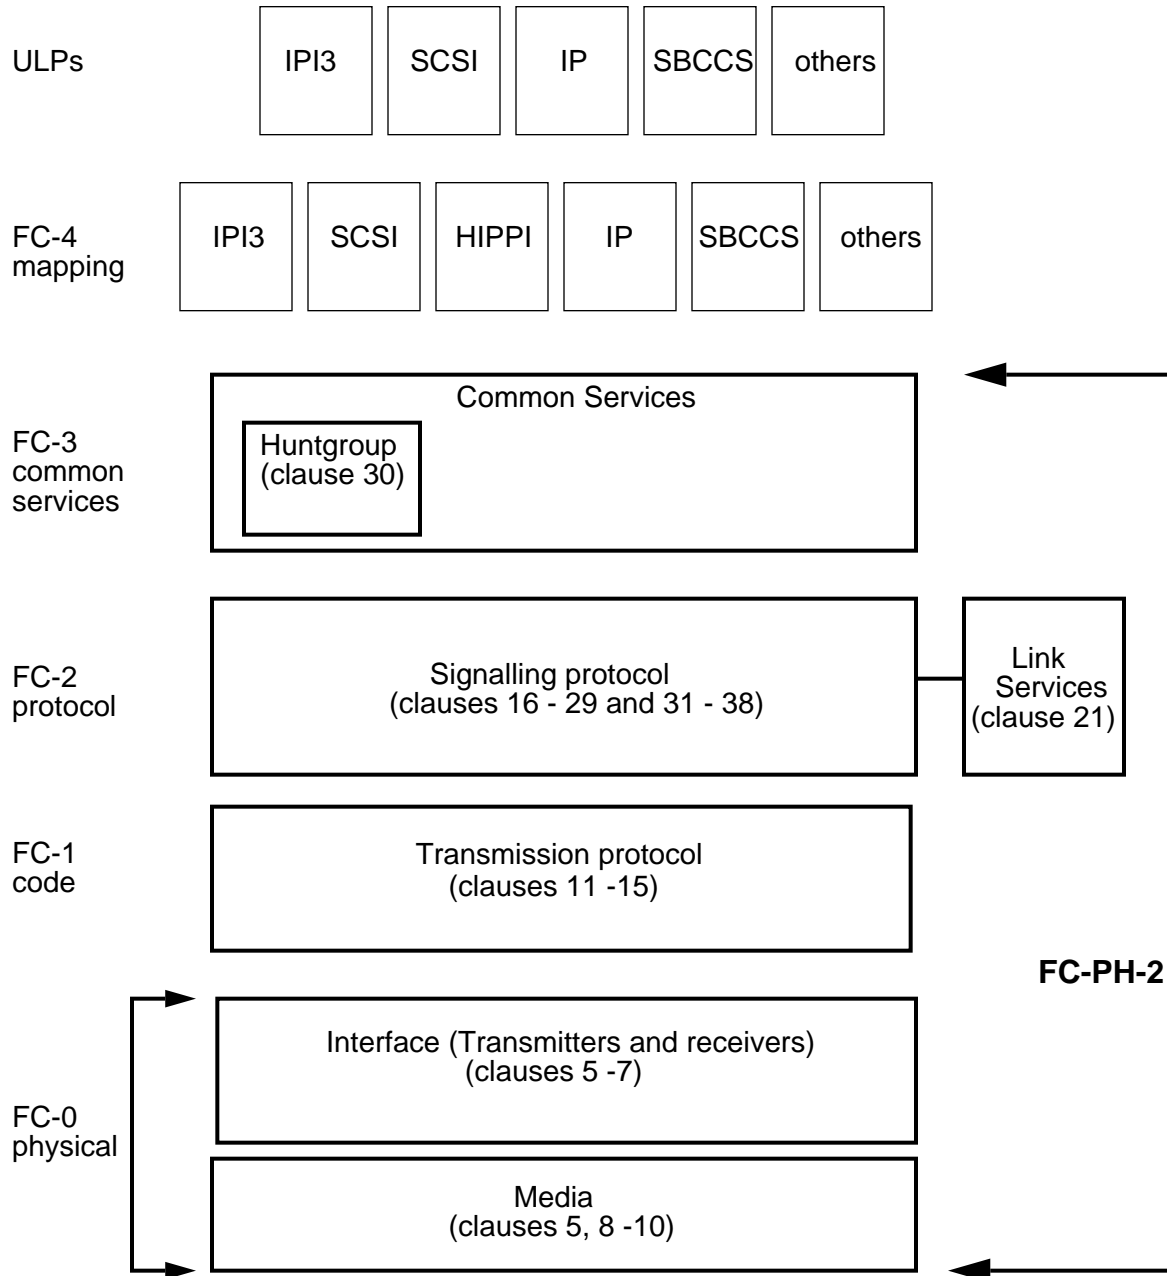 ULPs
IPI3
SCSI
IP
SBCCS
others
FC-4
mapping
IPI3
SCSI
HIPPI
IP
SBCCS
others
FC-3
common
services
Common Services
Huntgroup
(clause 30)
FC-2
protocol
Signalling protocol
(clauses 16 - 29 and 31 - 38)
Link
Services
(clause 21)
FC-1
code
Transmission protocol
(clauses 11 -15)
FC-PH-2
FC-0
physical
Interface (Transmitters and receivers)
(clauses 5 -7)
Media
(clauses 5, 8 -10)